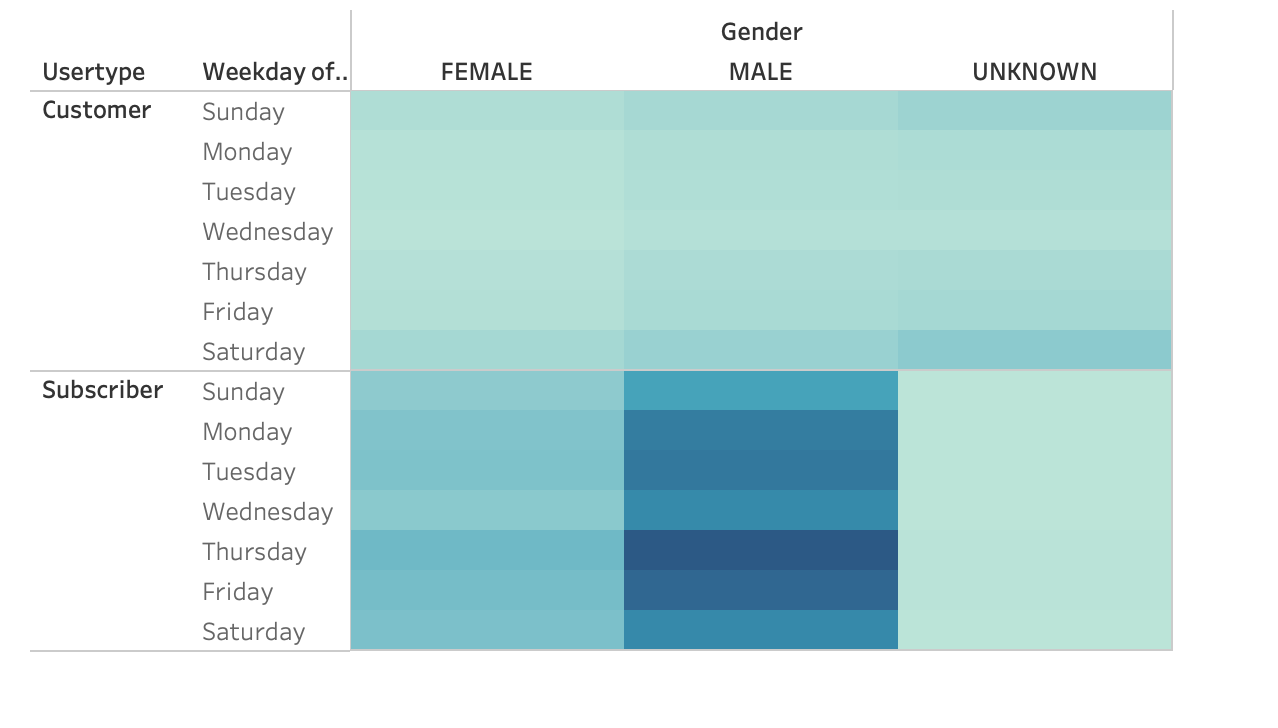 Gender
Usertype Weekday of.. FEMALE MALE UNKNOWN
Customer Sunday
Monday
Tuesday
Wednesday
Thursday
Friday
Saturday
Subscriber Sunday
Monday
Tuesday
Wednesday
Thursday
Friday
Saturday